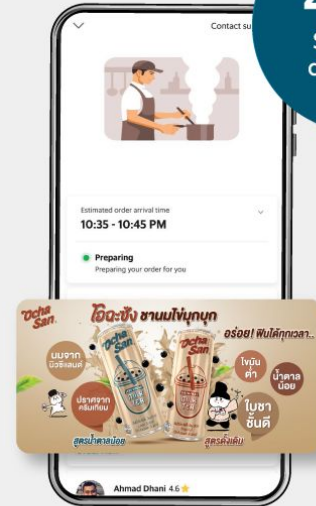 Contact su
Estimated order arrival time
10:35 - 10:45 PM
Preparing
Preparing your order for you
Ocha San
โอฉะซัง ชานมไข่มุกบุก
อร่อย! ฟินได้ทุกเวลา..
นมจาก
นิวซีแลนด์
ปราศจาก
ครีมเทียม
Ocha San
Ocha San
ไขมัน
ต่ำ
น้ำตาล
น้อย
ใบชา
ชั้นดี
สูตรน้ำตาลน้อย
สูตรดั้งเดิม
Ahmad Dhani 4.6